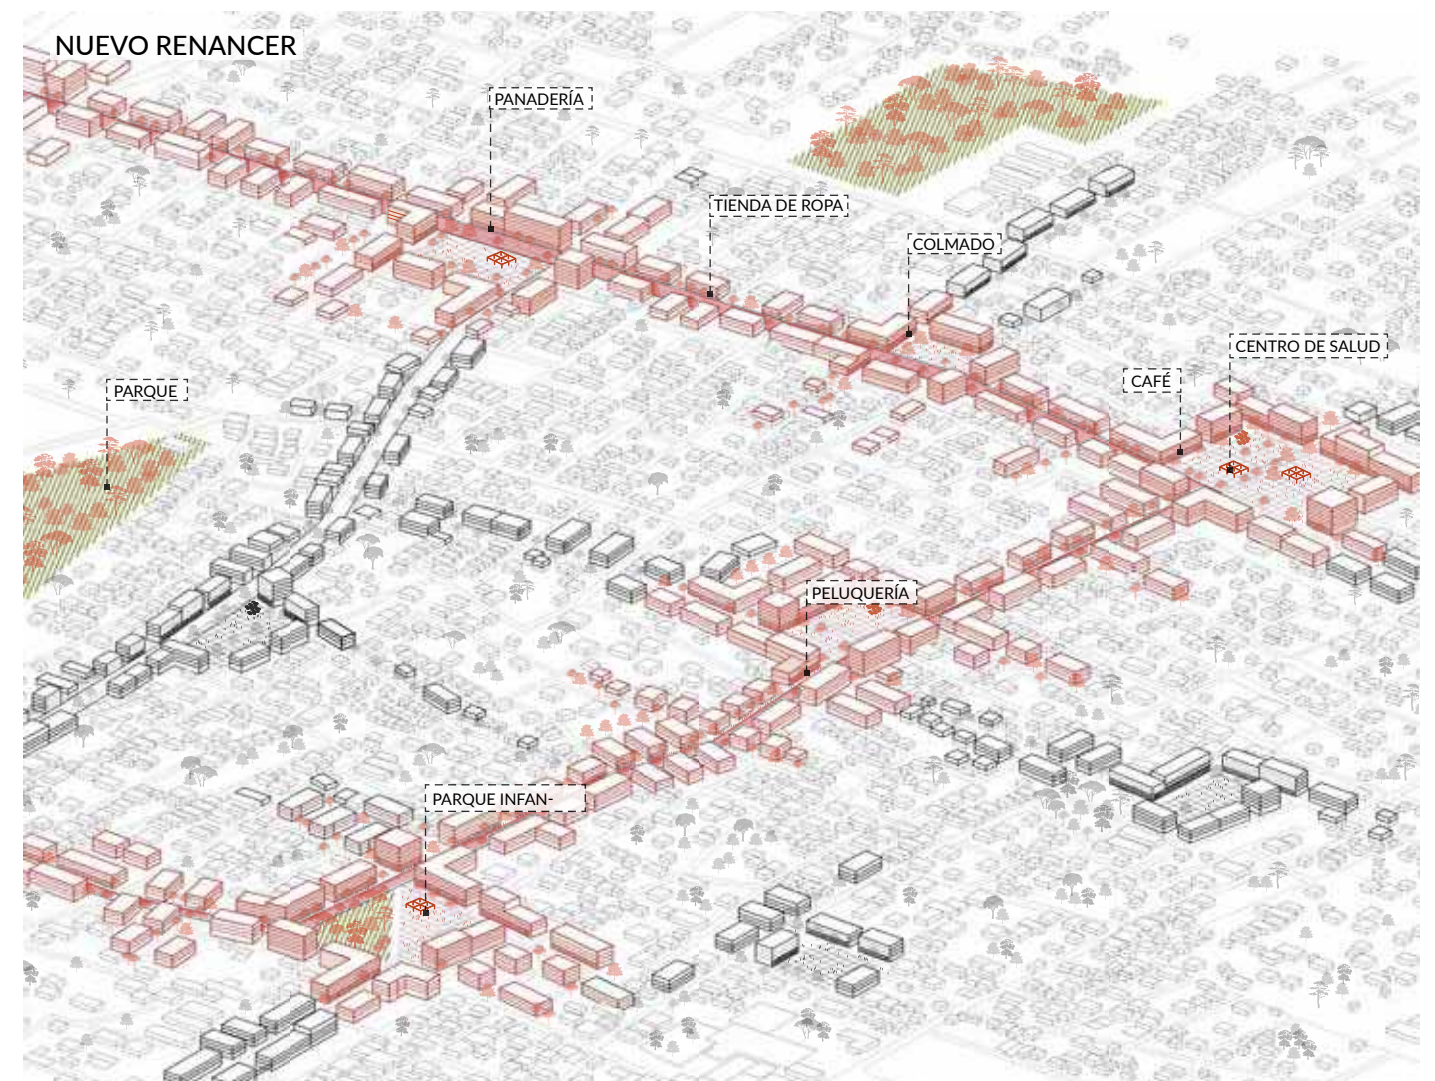 NUEVO RENANCER
PANADERÍA
TIENDA DE ROPA
COLMADO
CENTRO DE SALUD
CAFÉ
PARQUE
PELUQUERÍA
PARQUE INFAN-